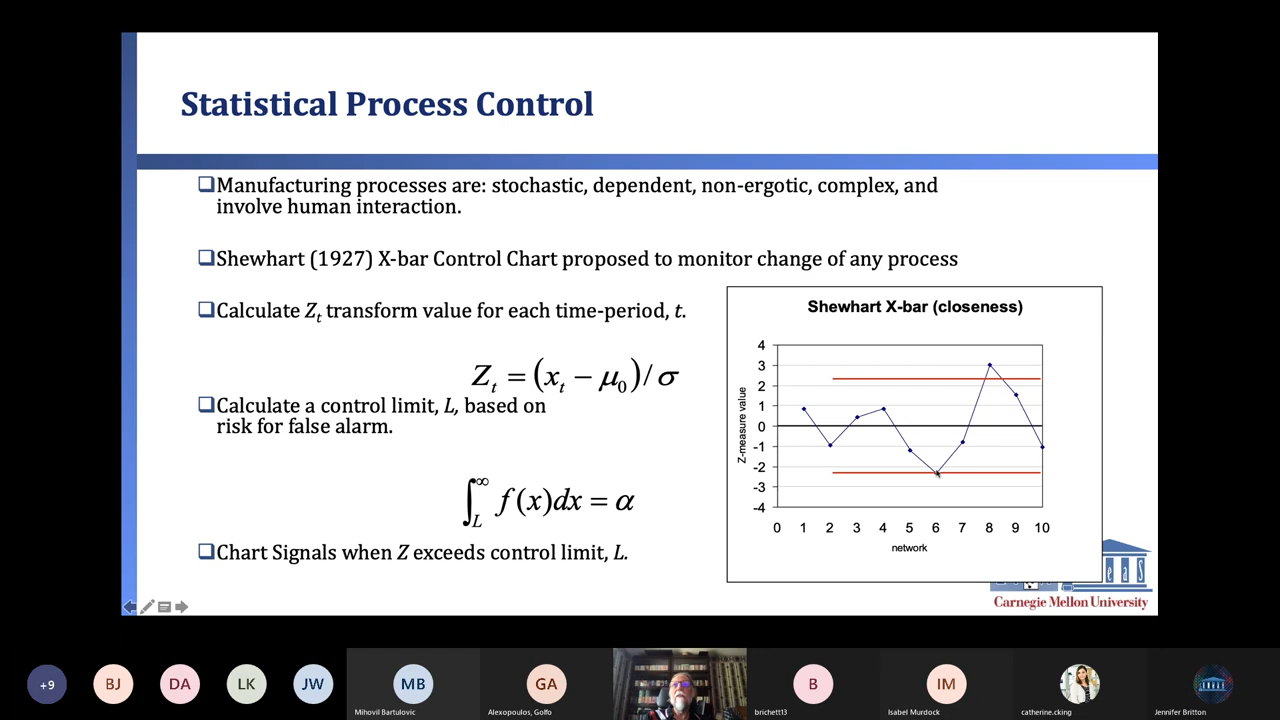 Statistical Process Control
❑Manufacturing processes are: stochastic, dependent, non-ergotic, complex, and
involve human interaction.
❑Shewhart (1927) X-bar Control Chart proposed to monitor change of any process
❑Calculate Zt transform value for each time-period, t.
Zt = (xt − μ0)/σ
❑Calculate a control limit, L, based on
risk for false alarm.
∫L∞ f(x)dx = α
❑Chart Signals when Z exceeds control limit, L.
Shewhart X-bar (closeness)
Z-measure value
4
3
2
1
0
-1
-2
-3
-4
0 1 2 3 4 5 6 7 8 9 10
network
Carnegie Mellon University
+9 BJ DA LK JW MB GA B IM
Mihovil Bartulovic Alexopoulos, Golfo brichett13 Isabel Murdock catherine.cking Jennifer Britton